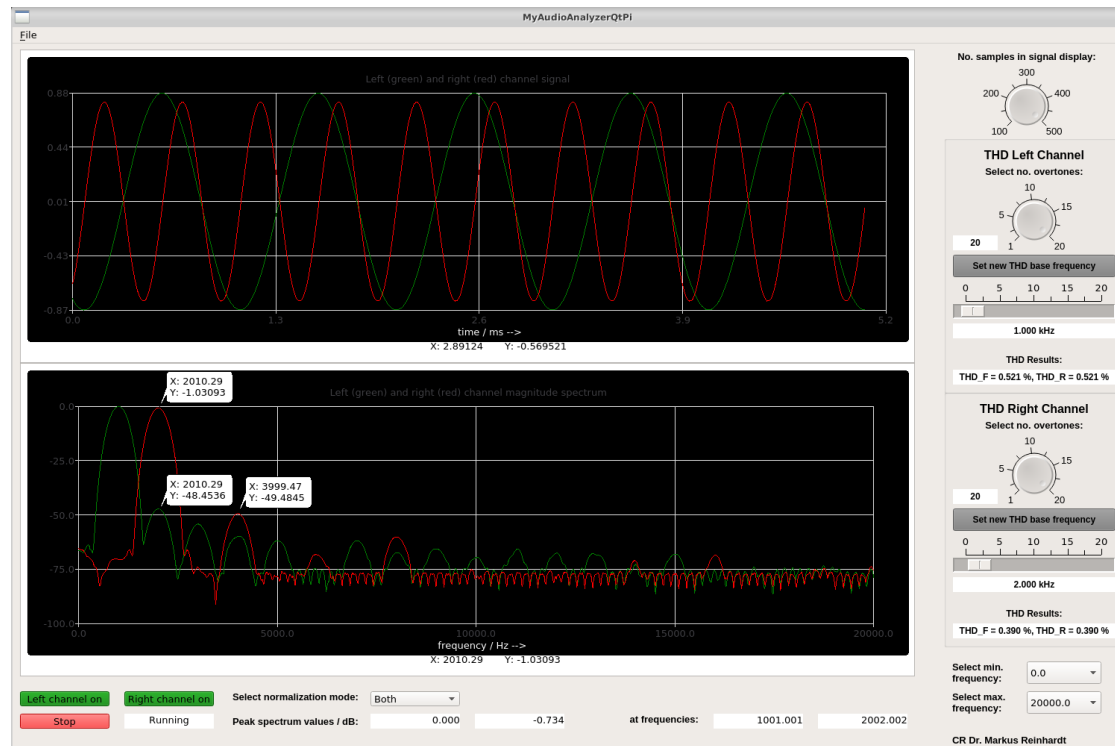 MyAudioAnalyzerQtPi
File
Left (green) and right (red) channel signal
0.88
0.44
0.01
-0.43
-0.87
0.0 1.3 2.6 3.9 5.2
time / ms -->
X: 2.89124 Y: -0.569521
Left (green) and right (red) channel magnitude spectrum
X: 2010.29
Y: -1.03093
X: 2010.29
Y: -48.4536
X: 3999.47
Y: -49.4845
0.0
-25.0
-50.0
-75.0
-100.0
0.0 5000.0 10000.0 15000.0 20000.0
frequency / Hz -->
X: 2010.29 Y: -1.03093
Left channel on Right channel on Select normalization mode: Both
Stop Running Peak spectrum values / dB: 0.000 -0.734 at frequencies: 1001.001 2002.002
No. samples in signal display:
300
200 400
100 500
THD Left Channel
Select no. overtones:
10
5 15
20 1 20
Set new THD base frequency
0 5 10 15 20
1.000 kHz
THD Results:
THD_F = 0.521 %, THD_R = 0.521 %
THD Right Channel
Select no. overtones:
10
5 15
20 1 20
Set new THD base frequency
0 5 10 15 20
2.000 kHz
THD Results:
THD_F = 0.390 %, THD_R = 0.390 %
Select min.
frequency: 0.0
Select max.
frequency: 20000.0
CR Dr. Markus Reinhardt